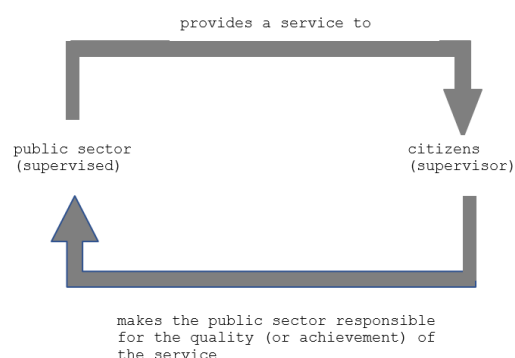 provides a service to
public sector
(supervised)
citizens
(supervisor)
makes the public sector responsible
for the quality (or achievement) of
the service